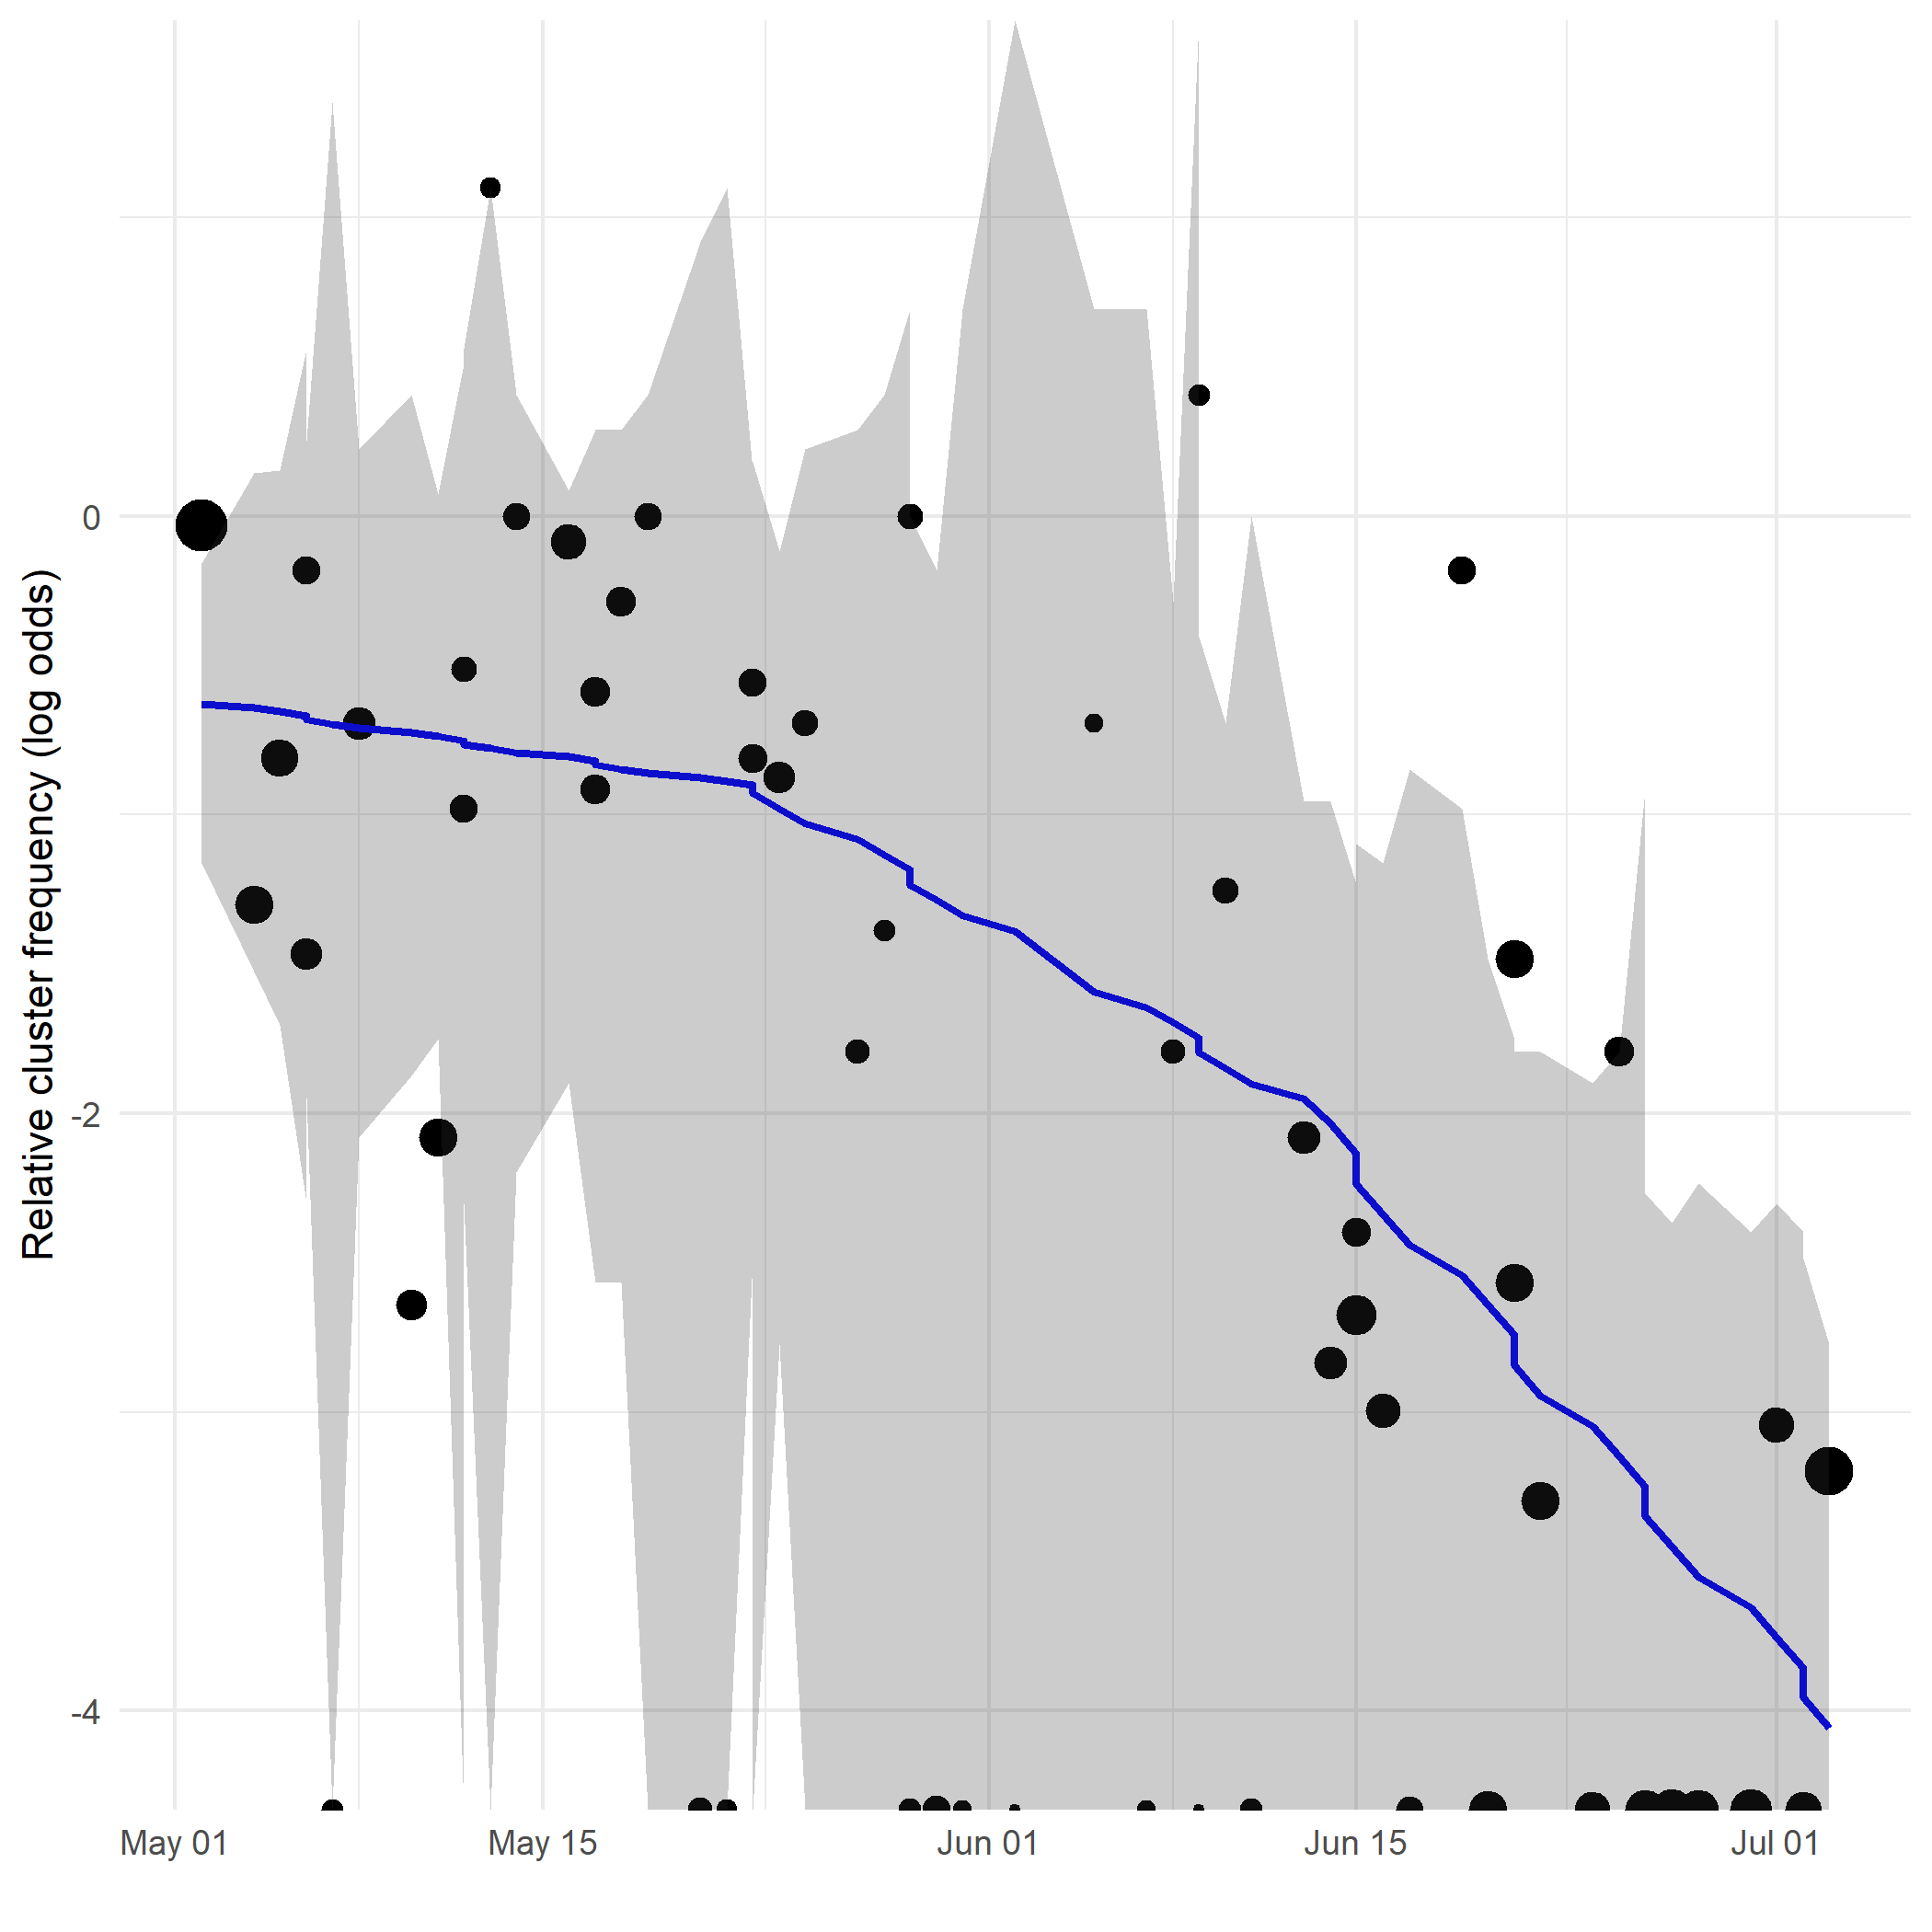 Relative cluster frequency (log odds)
0
-2
-4
May 01
May 15
Jun 01
Jun 15
Jul 01